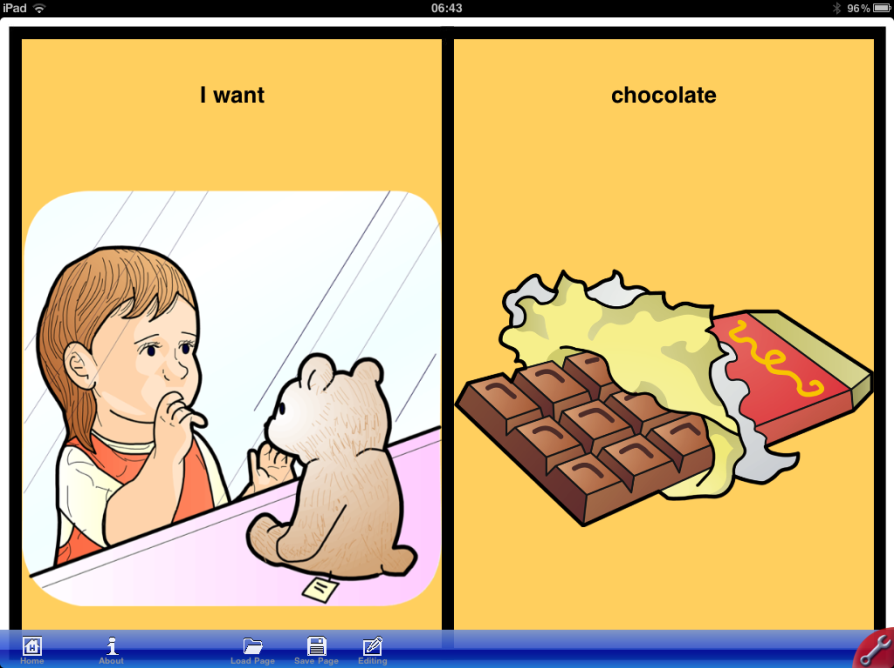 iPad 06:43 96%
I want
chocolate
Home About Load Page Save Page Editing